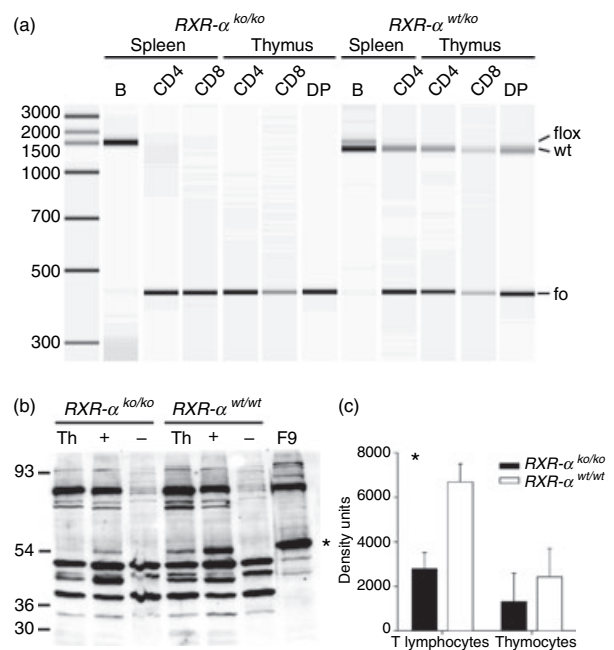 (a)
RXR-α ko/ko
RXR-α wt/ko
Spleen
Thymus
Spleen
Thymus
B
CD4
CD8
CD4
CD8
DP
B
CD4
CD4
CD8
DP
3000
2000
1500
1000
700
500
300
flox
wt
fo
(b)
RXR-α ko/ko
RXR-α wt/wt
Th + –
Th + –
F9
93
54
36
30
*
(c)
8000
6000
4000
2000
0
Density units
*
RXR-α ko/ko
RXR-α wt/wt
T lymphocytes
Thymocytes